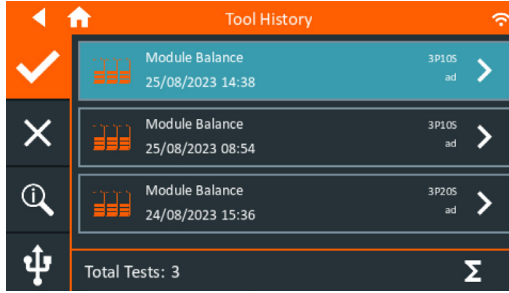 Tool History
Module Balance
3P10S
25/08/2023 14:38
ad
Module Balance
3P10S
25/08/2023 08:54
ad
Module Balance
3P20S
24/08/2023 15:36
ad
Total Tests: 3
Σ